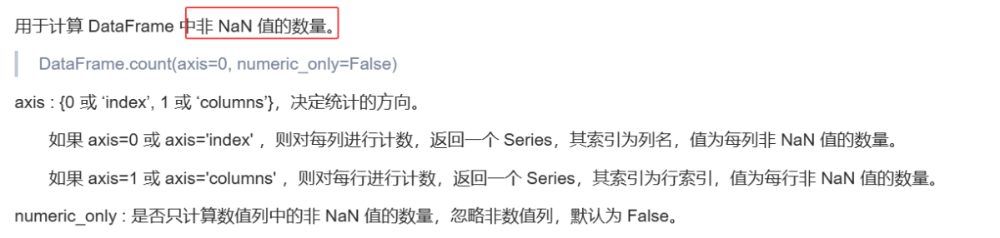 用于计算 DataFrame 中非 NaN 值的数量。
DataFrame.count(axis=0, numeric_only=False)
axis : {0 或 ‘index’, 1 或 ‘columns’}，决定统计的方向。
如果 axis=0 或 axis='index' ，则对每列进行计数，返回一个 Series，其索引为列名，值为每列非 NaN 值的数量。
如果 axis=1 或 axis='columns' ，则对每行进行计数，返回一个 Series，其索引为行索引，值为每行非 NaN 值的数量。
numeric_only : 是否只计算数值列中的非 NaN 值的数量，忽略非数值列，默认为 False。